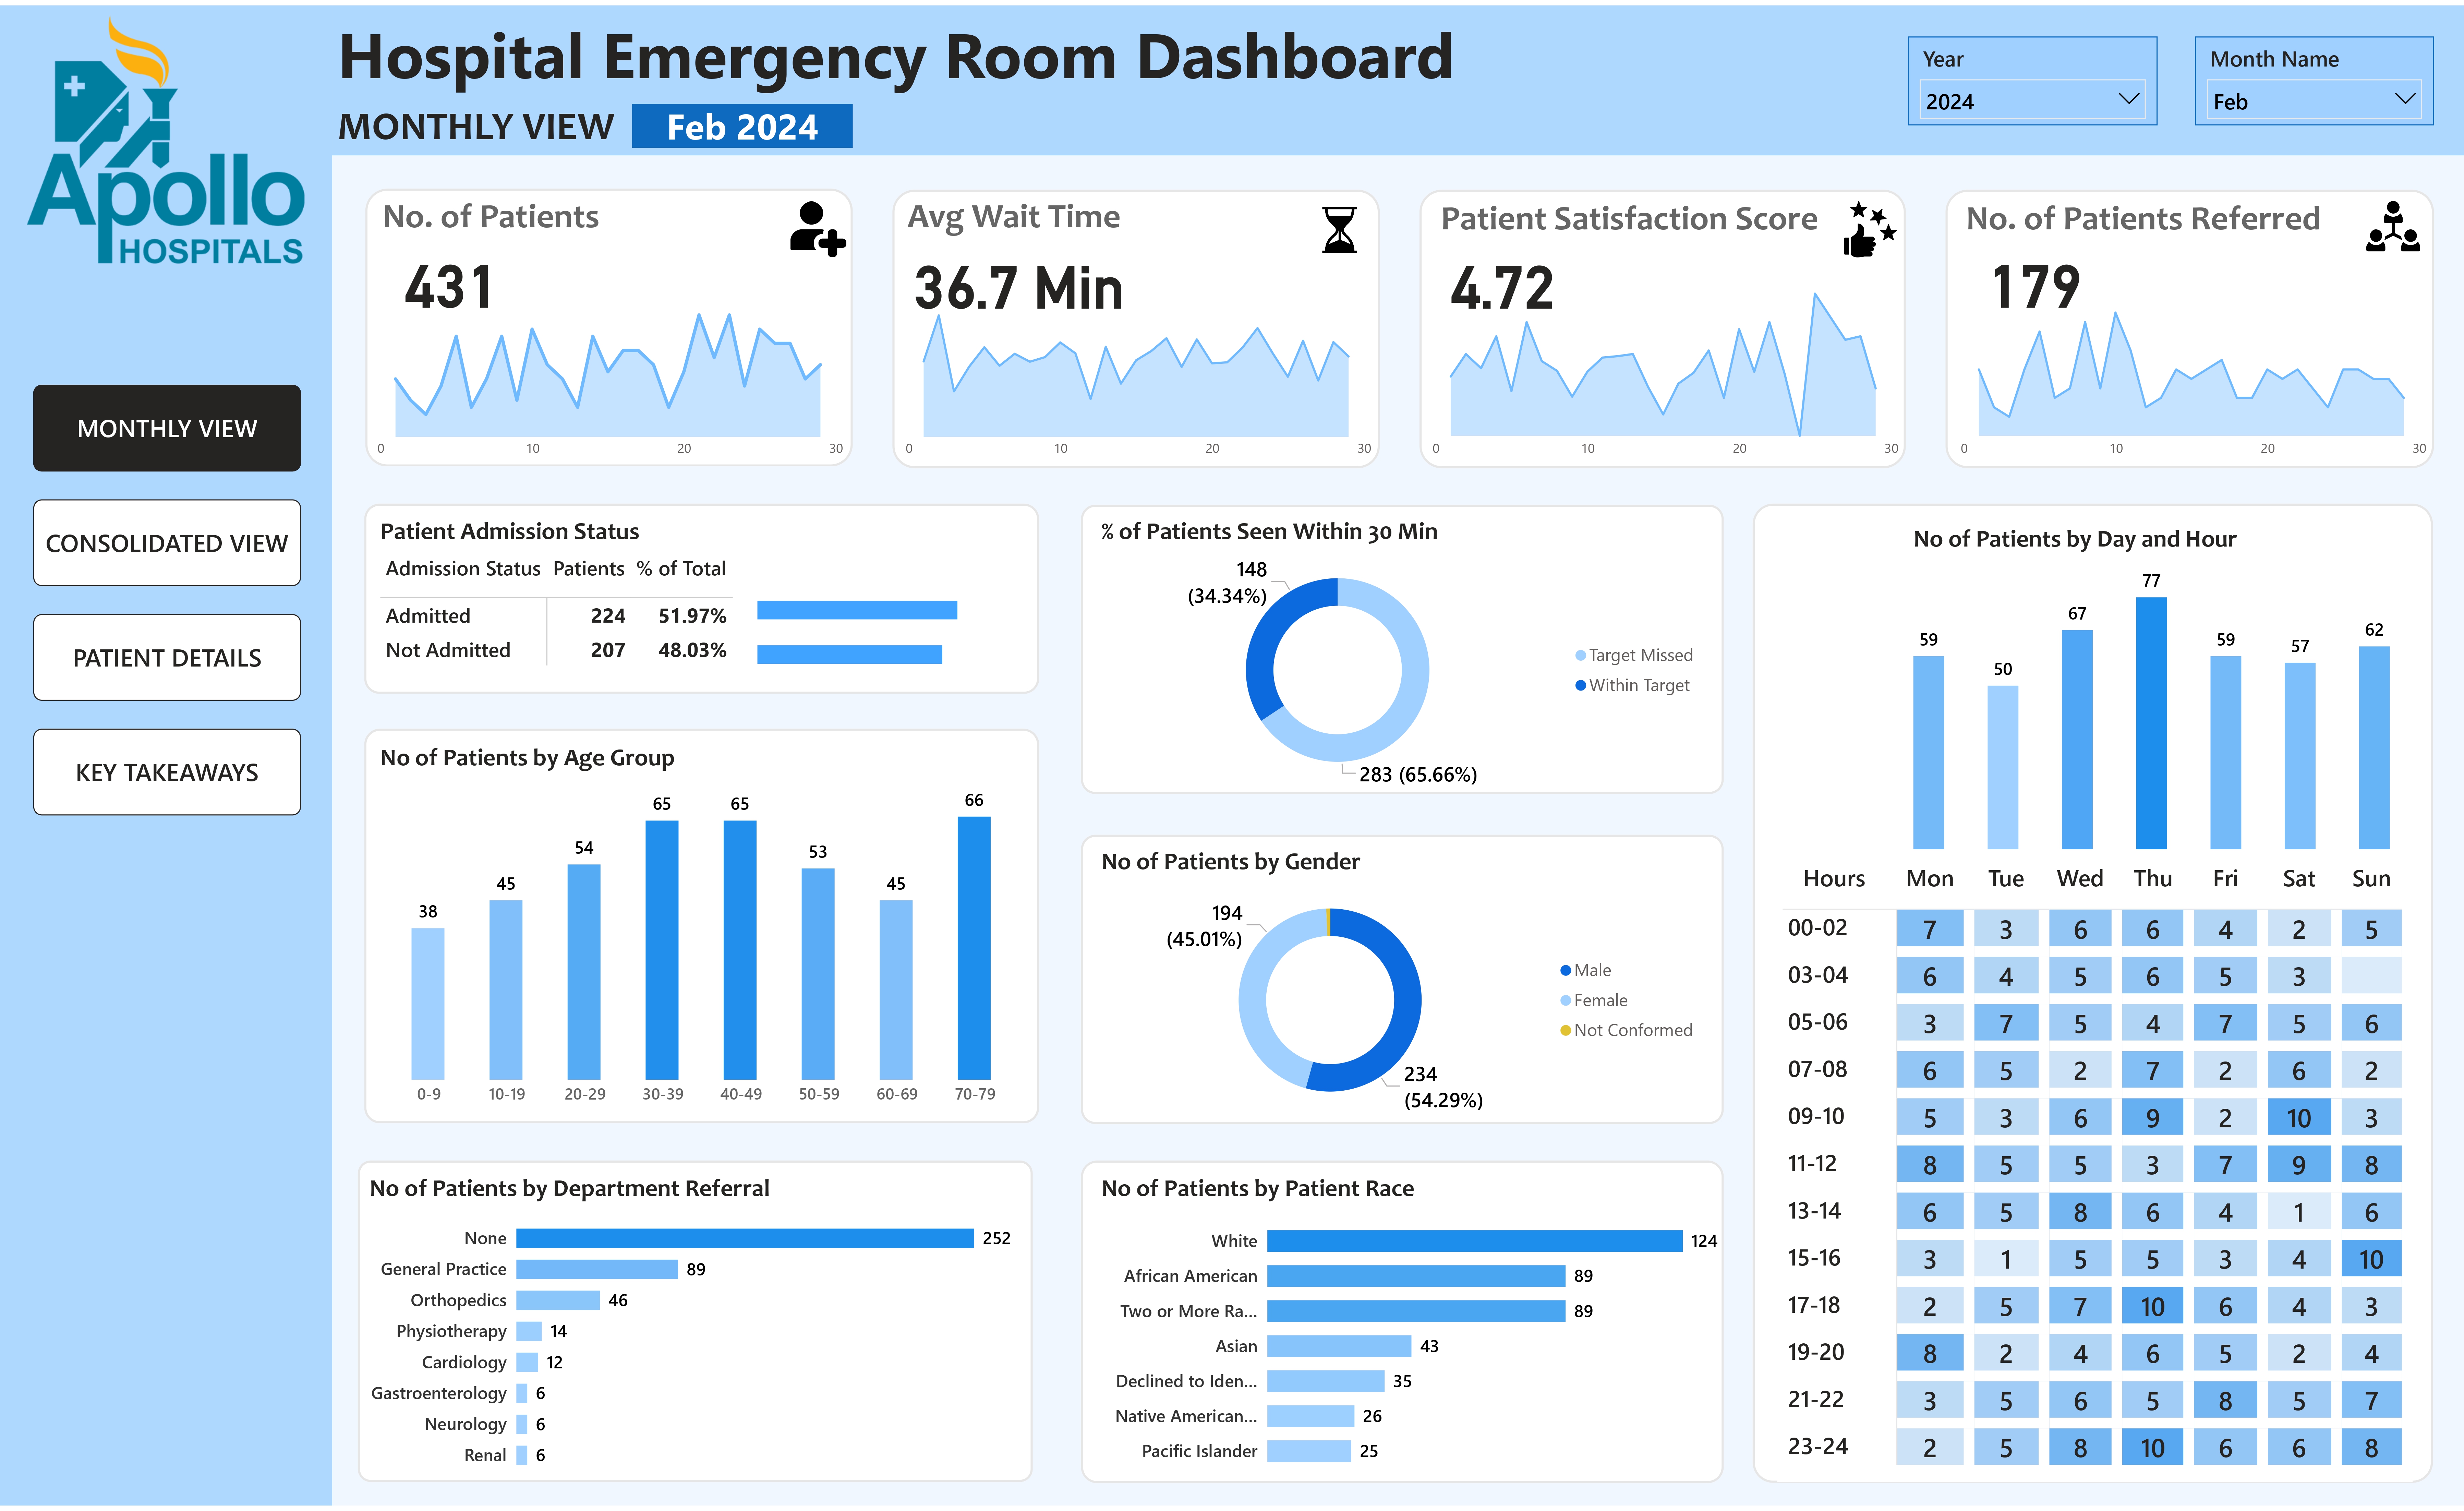 Apollo
HOSPITALS
Hospital Emergency Room Dashboard
MONTHLY VIEW Feb 2024
Year
2024
Month Name
Feb
MONTHLY VIEW
CONSOLIDATED VIEW
PATIENT DETAILS
KEY TAKEAWAYS
No. of Patients
431
0 10 20 30
Avg Wait Time
36.7 Min
0 10 20 30
Patient Satisfaction Score
4.72
0 10 20 30
No. of Patients Referred
179
0 10 20 30
Patient Admission Status
Admission Status Patients % of Total
Admitted 224 51.97%
Not Admitted 207 48.03%
No of Patients by Age Group
38 45 54 65 65 53 45 66
0-9 10-19 20-29 30-39 40-49 50-59 60-69 70-79
No of Patients by Department Referral
None 252
General Practice 89
Orthopedics 46
Physiotherapy 14
Cardiology 12
Gastroenterology 6
Neurology 6
Renal 6
% of Patients Seen Within 30 Min
148
(34.34%)
283 (65.66%)
Target Missed
Within Target
No of Patients by Gender
194
(45.01%)
234
(54.29%)
Male
Female
Not Conformed
No of Patients by Patient Race
White 124
African American 89
Two or More Ra... 89
Asian 43
Declined to Iden... 35
Native American... 26
Pacific Islander 25
No of Patients by Day and Hour
59 50 67 77 59 57 62
Hours Mon Tue Wed Thu Fri Sat Sun
00-02 7 3 6 6 4 2 5
03-04 6 4 5 6 5 3
05-06 3 7 5 4 7 5 6
07-08 6 5 2 7 2 6 2
09-10 5 3 6 9 2 10 3
11-12 8 5 5 3 7 9 8
13-14 6 5 8 6 4 1 6
15-16 3 1 5 5 3 4 10
17-18 2 5 7 10 6 4 3
19-20 8 2 4 6 5 2 4
21-22 3 5 6 5 8 5 7
23-24 2 5 8 10 6 6 8